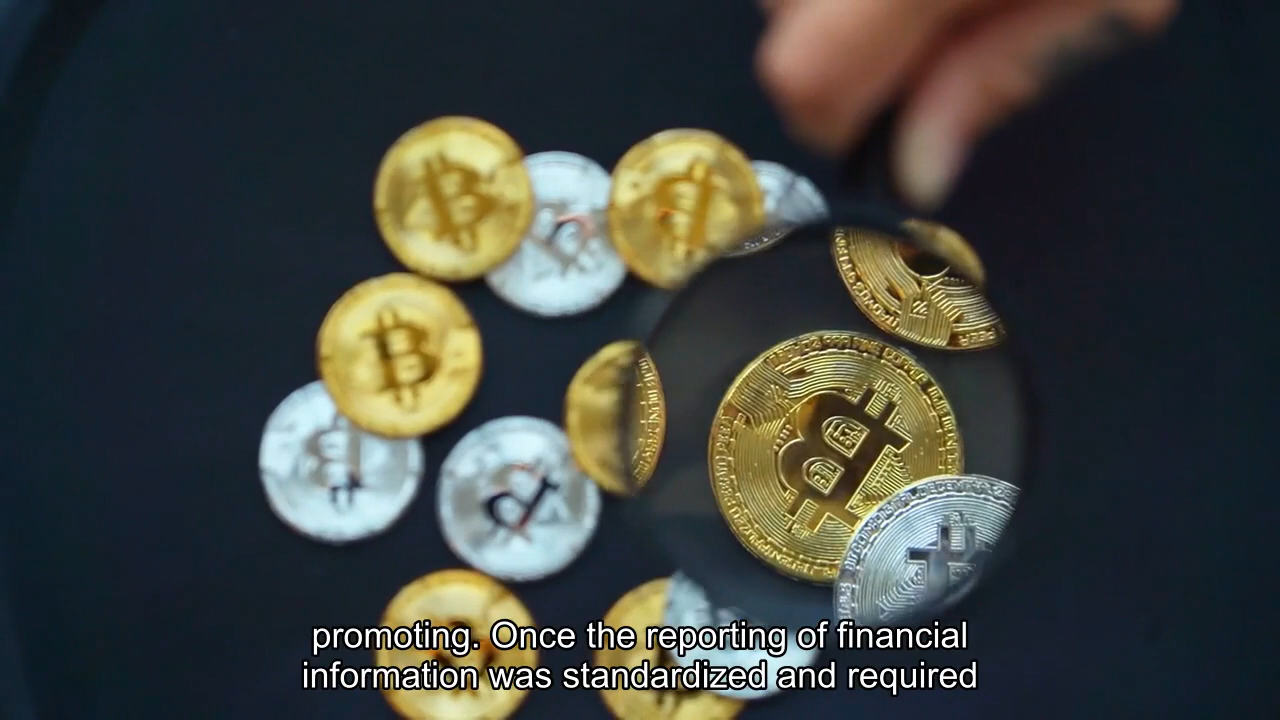 promoting. Once the reporting of financial
information was standardized and required